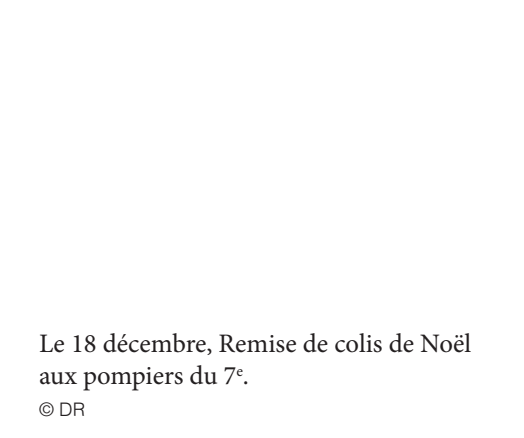 Le 18 décembre, Remise de colis de Noël
aux pompiers du 7ᵉ.
© DR